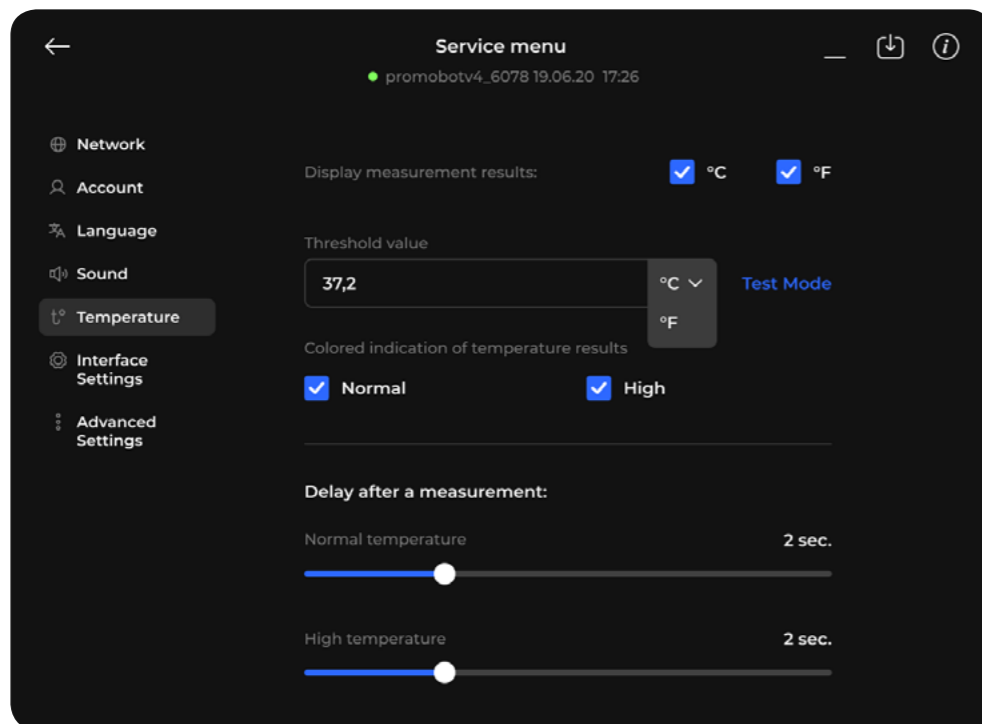 Service menu
promobotv4_6078 19.06.20 17:26
Network
Account
Language
Sound
t° Temperature
Interface
Settings
Advanced
Settings
Display measurement results: °C °F
Threshold value
37,2 °C Test Mode
°F
Colored indication of temperature results
Normal High
Delay after a measurement:
Normal temperature 2 sec.
High temperature 2 sec.